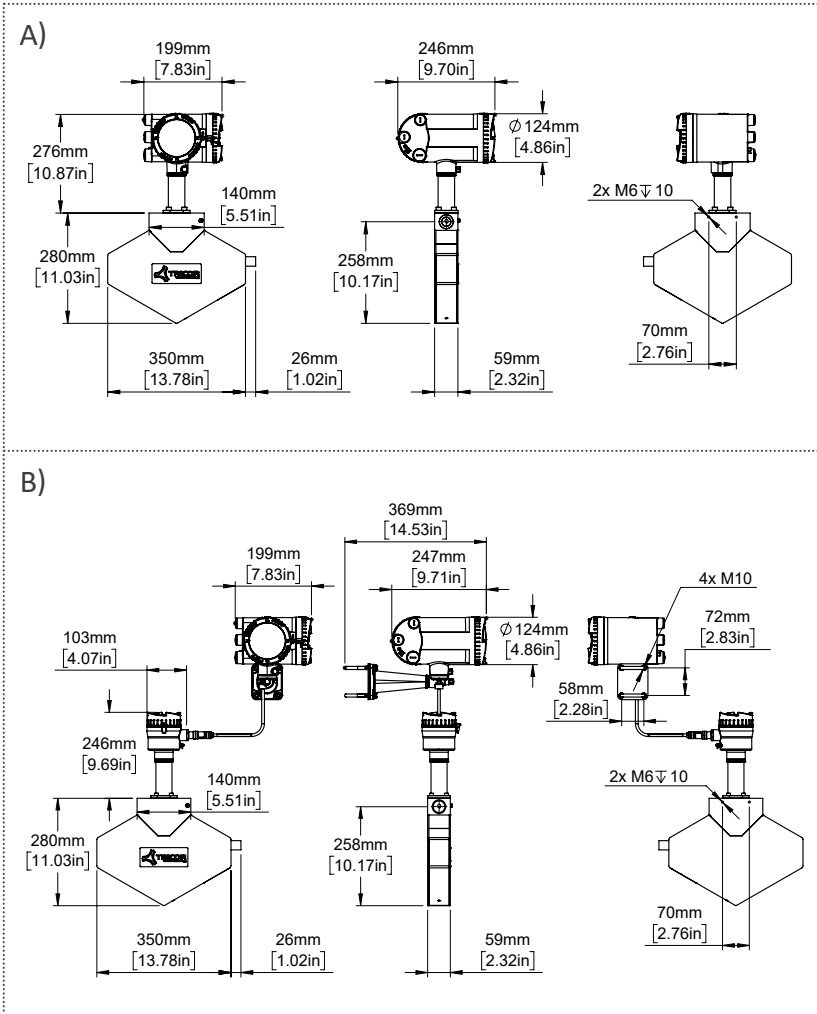 A)
199mm
[7.83in]
246mm
[9.70in]
276mm
[10.87in]
Ø 124mm
[4.86in]
140mm
[5.51in]
2x M6↧10
280mm
[11.03in]
258mm
[10.17in]
TRICOR
70mm
[2.76in]
350mm
[13.78in]
26mm
[1.02in]
59mm
[2.32in]
B)
369mm
[14.53in]
199mm
[7.83in]
247mm
[9.71in]
4x M10
103mm
[4.07in]
Ø 124mm
[4.86in]
72mm
[2.83in]
58mm
[2.28in]
246mm
[9.69in]
140mm
[5.51in]
2x M6↧10
280mm
[11.03in]
258mm
[10.17in]
TRICOR
70mm
[2.76in]
350mm
[13.78in]
26mm
[1.02in]
59mm
[2.32in]